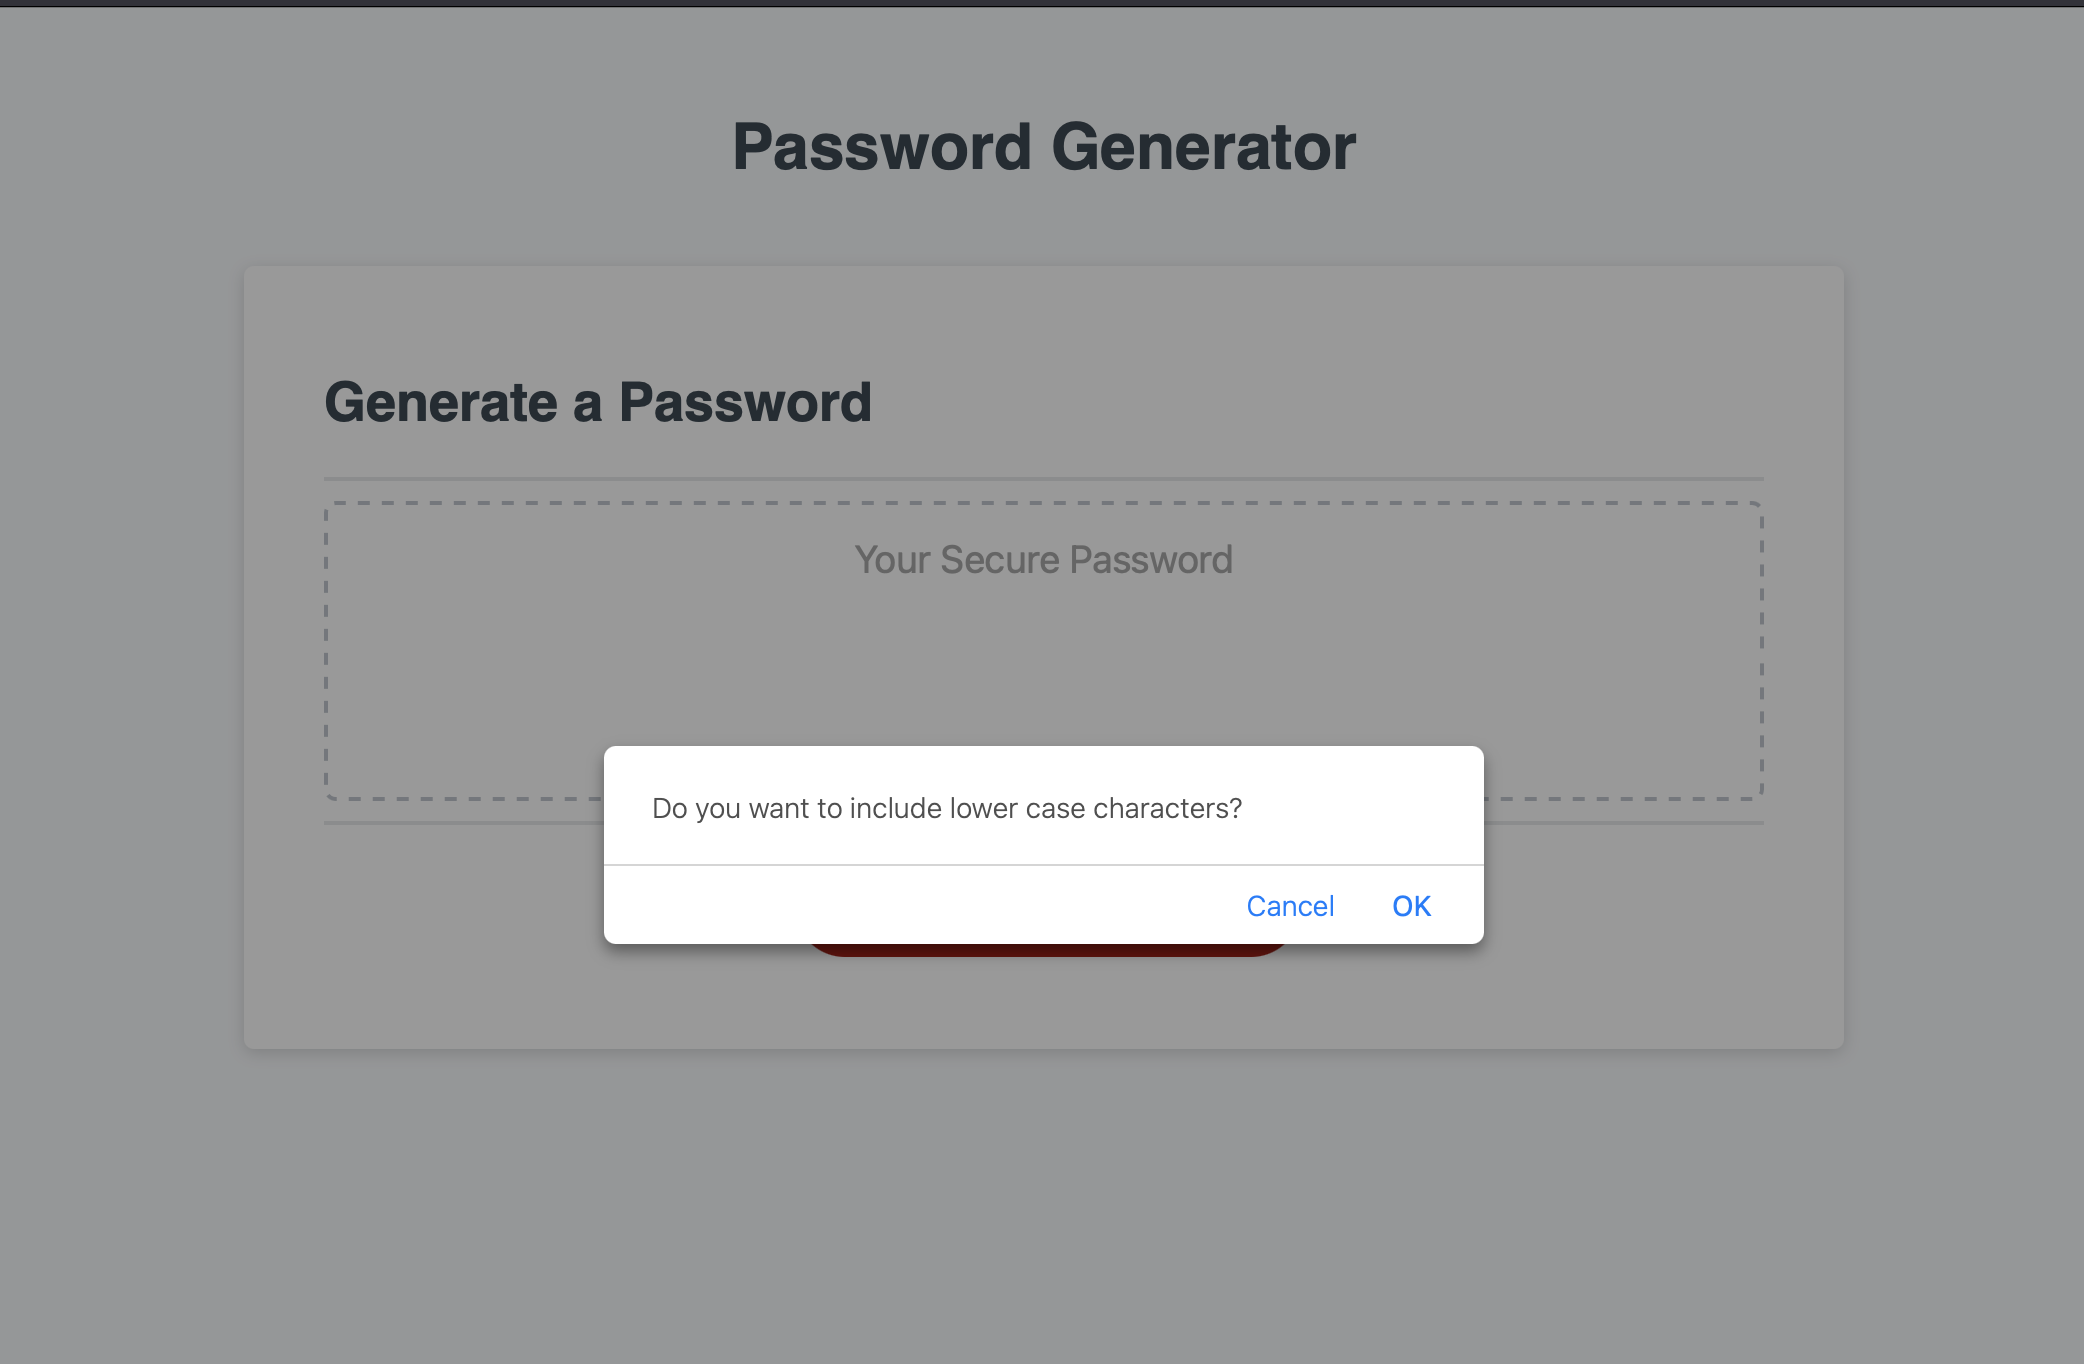 Password Generator
Generate a Password
Your Secure Password
Do you want to include lower case characters?
Cancel
OK